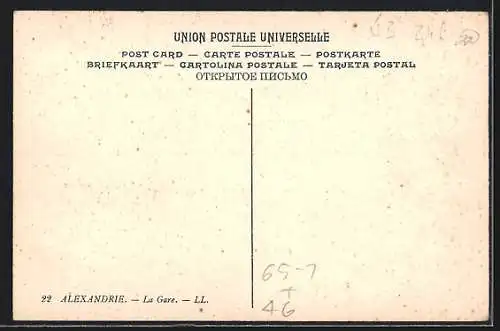 UNION POSTALE UNIVERSELLE
POST CARD — CARTE POSTALE — POSTKARTE
BRIEFKAART — CARTOLINA POSTALE — TARJETA POSTAL
ОТКРЫТОЕ ПИСЬМО
65-7
+
46
22 ALEXANDRIE. — La Gare. — LL.